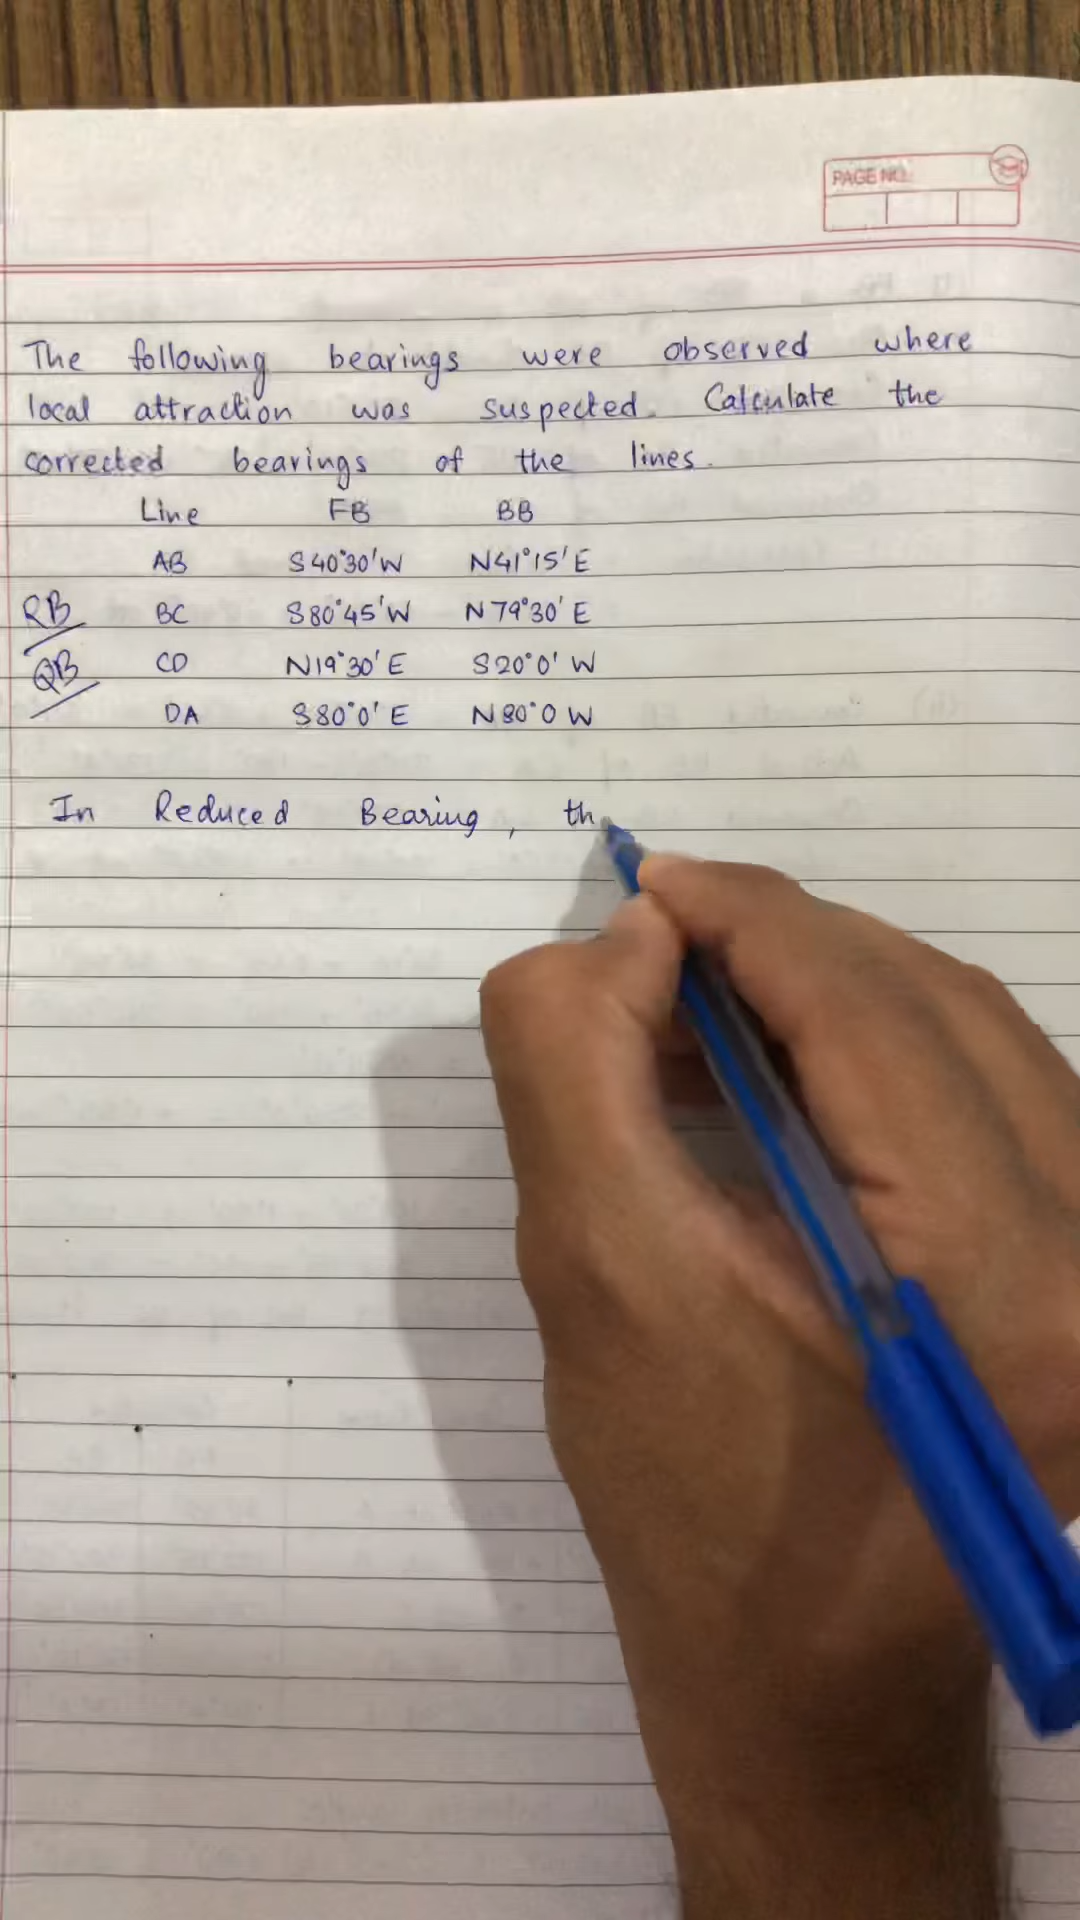 PAGE NO.:
The following bearings were observed where
local attraction was suspected. Calculate the
corrected bearings of the lines.
Line FB BB
AB S40°30'W N41°15'E
RB BC S80°45'W N79°30'E
QB CD N19°30'E S20°0'W
DA S80°0'E N80°0W
In Reduced Bearing, th